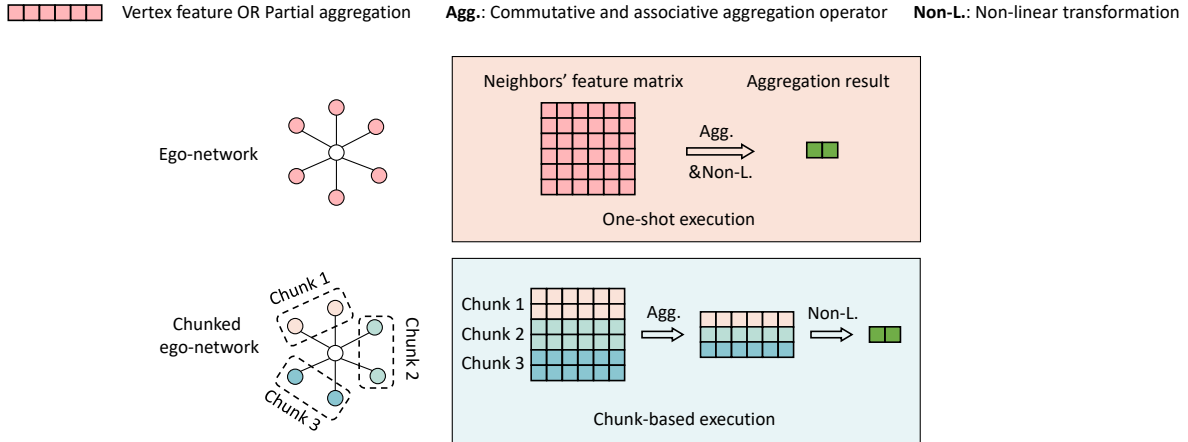 Vertex feature OR Partial aggregation Agg.: Commutative and associative aggregation operator Non-L.: Non-linear transformation
Neighbors' feature matrix Aggregation result
Ego-network
Agg.
&Non-L.
One-shot execution
Chunk 1
Chunk 2
Chunk 3
Chunked
ego-network
Chunk 1
Chunk 2
Chunk 3
Agg.
Non-L.
Chunk-based execution